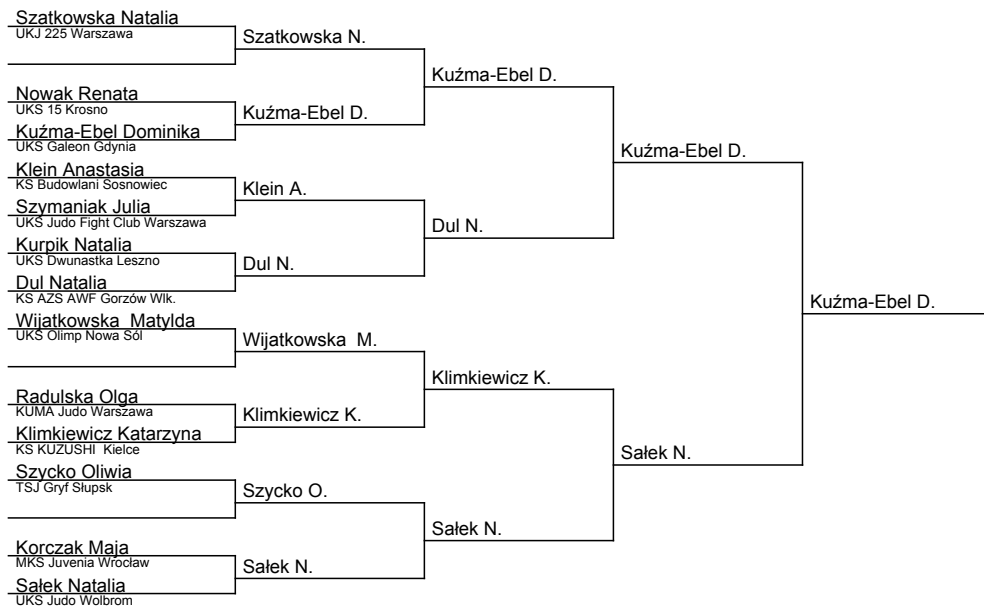 Szatkowska Natalia
UKJ 225 Warszawa
Nowak Renata
UKS 15 Krosno
Kuźma-Ebel Dominika
UKS Galeon Gdynia
Klein Anastasia
KS Budowlani Sosnowiec
Szymaniak Julia
UKS Judo Fight Club Warszawa
Kurpik Natalia
UKS Dwunastka Leszno
Dul Natalia
KS AZS AWF Gorzów Wlk.
Wijatkowska  Matylda
UKS Olimp Nowa Sól
Radulska Olga
KUMA Judo Warszawa
Klimkiewicz Katarzyna
KS KUZUSHI  Kielce
Szycko Oliwia
TSJ Gryf Słupsk
Korczak Maja
MKS Juvenia Wrocław
Sałek Natalia
UKS Judo Wolbrom
Szatkowska N.
Kuźma-Ebel D.
Klein A.
Dul N.
Wijatkowska  M.
Klimkiewicz K.
Szycko O.
Sałek N.
Kuźma-Ebel D.
Dul N.
Klimkiewicz K.
Sałek N.
Kuźma-Ebel D.
Sałek N.
Kuźma-Ebel D.